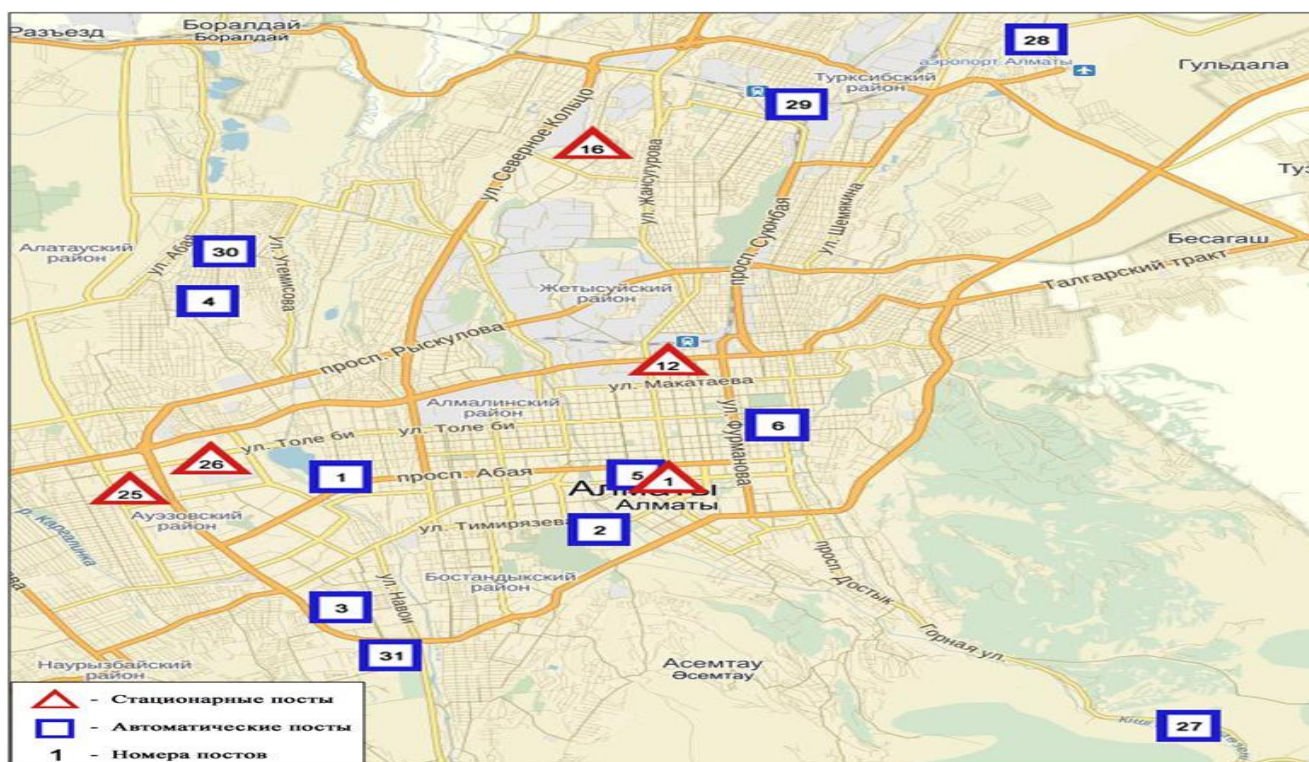 Разъезд
Боралдай
Боралдай
28
аэропорт Алматы
Гульдала
Турксибский
район
29
16
ул. Северное Кольцо
ул. Жансугурова
просп. Суюнбая
ул. Шемякина
Туз
Алатауский
район
ул. Абая
30
ул. Утемисова
4
Бесагаш
Талгарский тракт
Жетысуйский
район
просп. Рыскулова
12
ул. Макатаева
Алмалинский
район
ул. Толе би
ул. Толе би
ул. Фурманова
6
26
25
1
просп. Абая
5
1
Алматы
Алматы
Ауэзовский
район
р. Каргалинка
ул. Тимирязева
2
Бостандыкский
район
ул. Навои
просп. Достык
3
31
Горная ул.
Наурызбайский
район
Асемтау
Әсемтау
27
- Стационарные посты
- Автоматические посты
1 - Номера постов